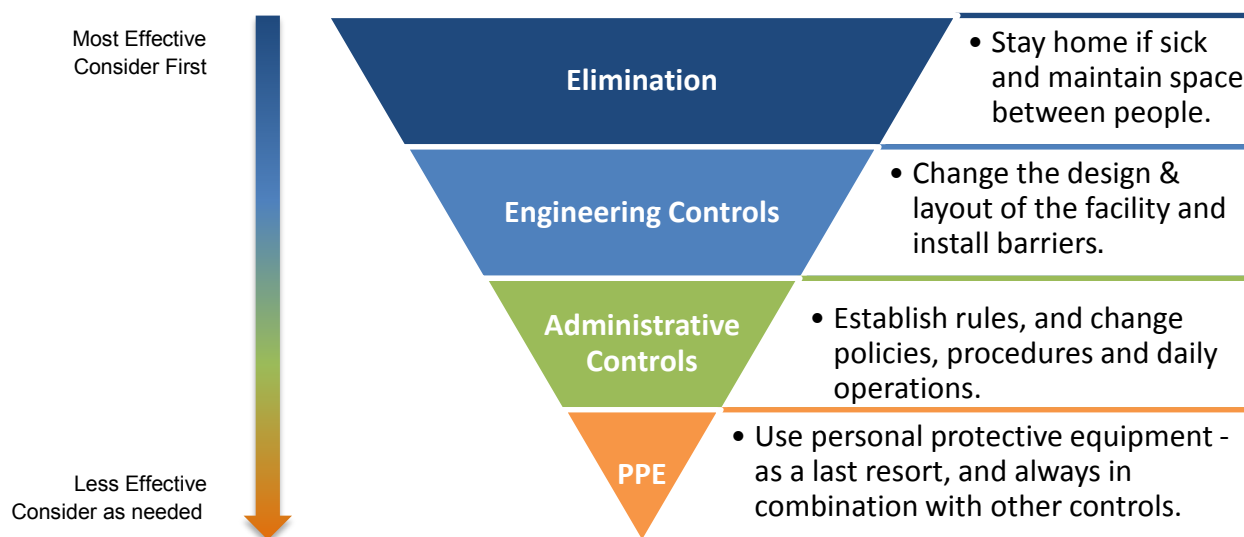 Most Effective
Consider First
Elimination
• Stay home if sick
and maintain space
between people.
Engineering Controls
• Change the design &
layout of the facility and
install barriers.
Administrative
Controls
• Establish rules, and change
policies, procedures and daily
operations.
PPE
• Use personal protective equipment -
as a last resort, and always in
combination with other controls.
Less Effective
Consider as needed